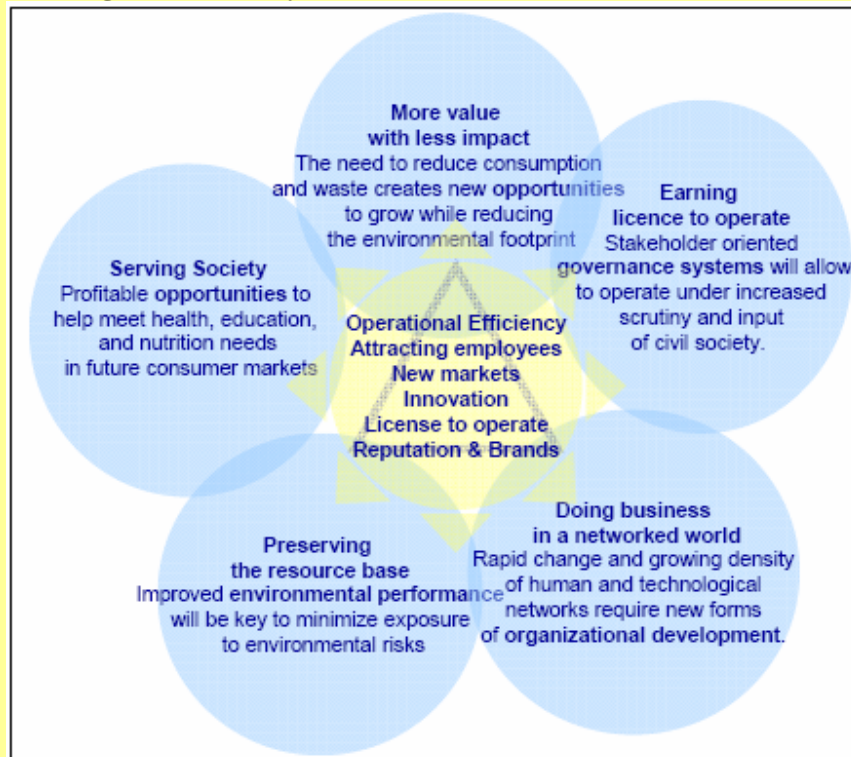 More value
with less impact
The need to reduce consumption
and waste creates new opportunities
to grow while reducing
the environmental footprint
Earning
licence to operate
Stakeholder oriented
governance systems will allow
to operate under increased
scrutiny and input
of civil society.
Serving Society
Profitable opportunities to
help meet health, education,
and nutrition needs
in future consumer markets
Operational Efficiency
Attracting employees
New markets
Innovation
License to operate
Reputation & Brands
Doing business
in a networked world
Rapid change and growing density
of human and technological
networks require new forms
of organizational development.
Preserving
the resource base
Improved environmental performance
will be key to minimize exposure
to environmental risks